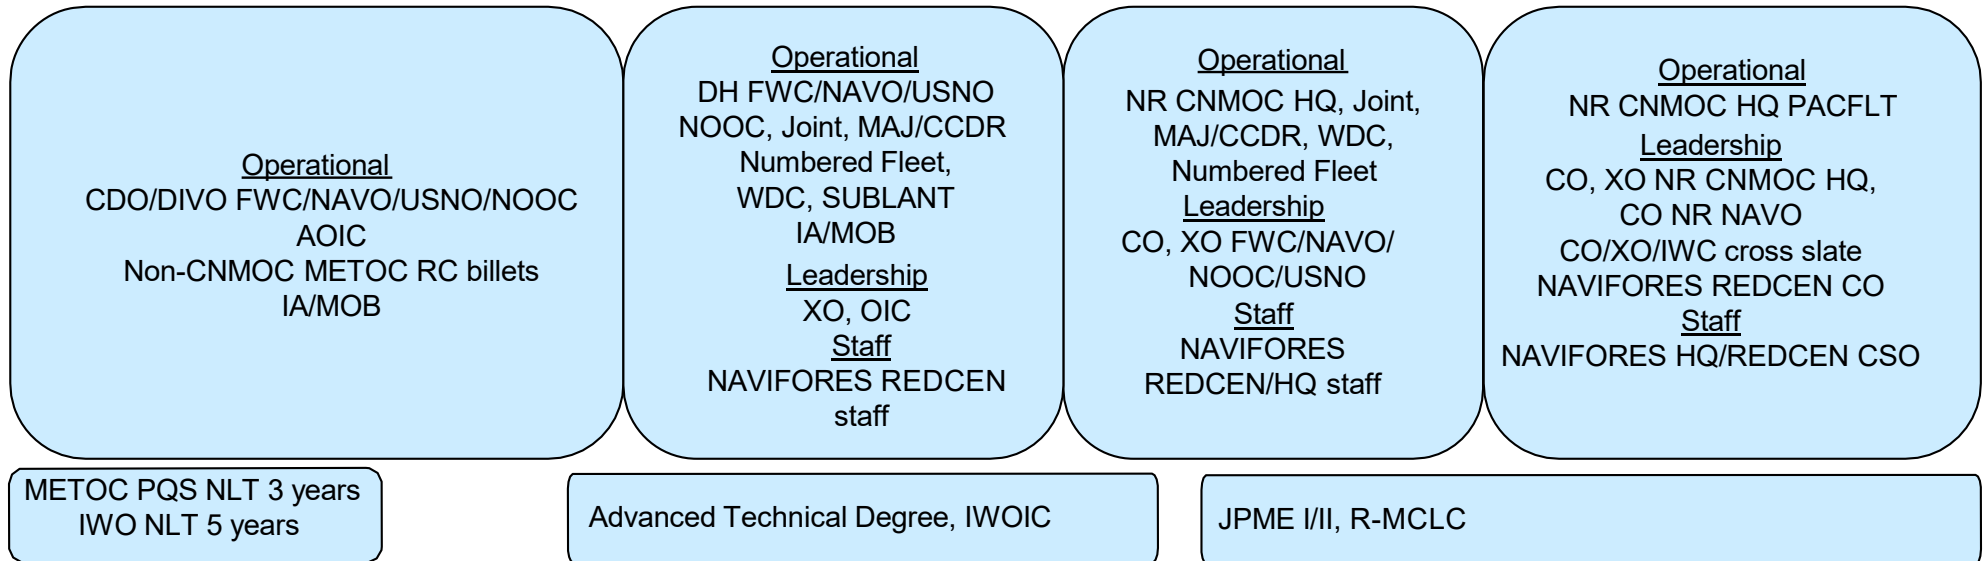 Operational
CDO/DIVO FWC/NAVO/USNO/NOOC
AOIC
Non-CNMOC METOC RC billets
IA/MOB
Operational
DH FWC/NAVO/USNO
NOOC, Joint, MAJ/CCDR
Numbered Fleet,
WDC, SUBLANT
IA/MOB
Leadership
XO, OIC
Staff
NAVIFORES REDCEN
staff
Operational
NR CNMOC HQ, Joint,
MAJ/CCDR, WDC,
Numbered Fleet
Leadership
CO, XO FWC/NAVO/
NOOC/USNO
Staff
NAVIFORES
REDCEN/HQ staff
Operational
NR CNMOC HQ PACFLT
Leadership
CO, XO NR CNMOC HQ,
CO NR NAVO
CO/XO/IWC cross slate
NAVIFORES REDCEN CO
Staff
NAVIFORES HQ/REDCEN CSO
METOC PQS NLT 3 years
IWO NLT 5 years
Advanced Technical Degree, IWOIC
JPME I/II, R-MCLC